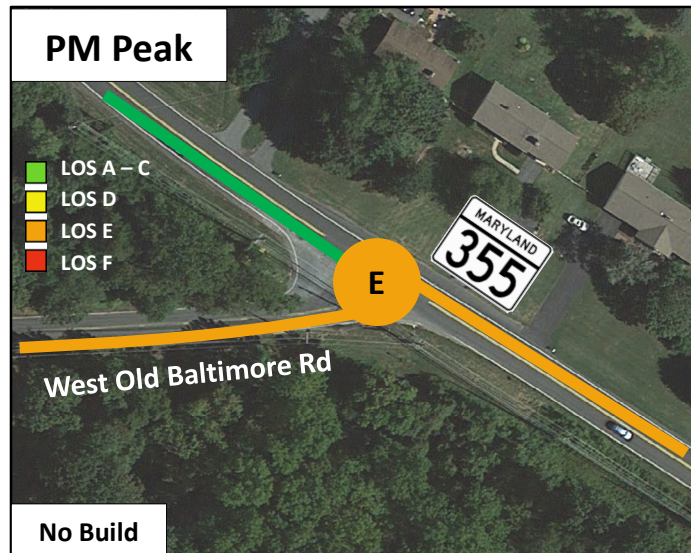 PM Peak
LOS A – C
LOS D
LOS E
LOS F
MARYLAND
355
E
West Old Baltimore Rd
No Build